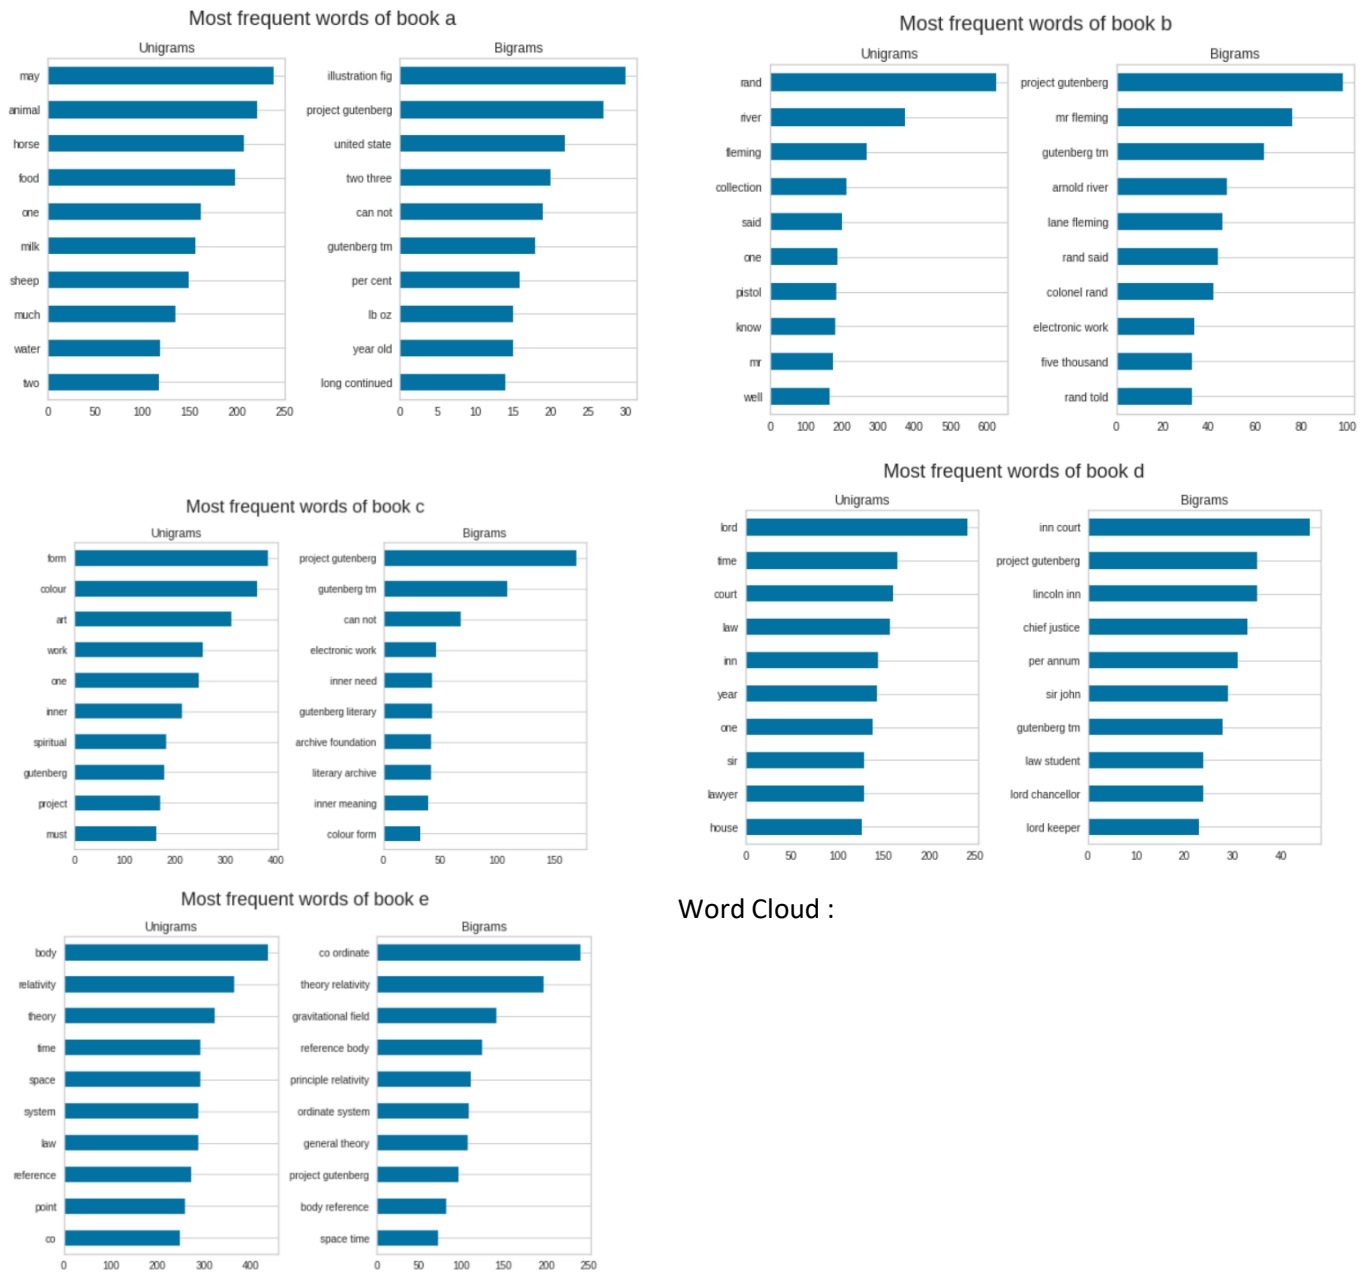 Most frequent words of book a
Unigrams
may
animal
horse
food
one
milk
sheep
much
water
two
0 50 100 150 200 250
Bigrams
illustration fig
project gutenberg
united state
two three
can not
gutenberg tm
per cent
lb oz
year old
long continued
0 5 10 15 20 25 30
Most frequent words of book b
Unigrams
rand
river
fleming
collection
said
one
pistol
know
mr
well
0 100 200 300 400 500 600
Bigrams
project gutenberg
mr fleming
gutenberg tm
arnold river
lane fleming
rand said
colonel rand
electronic work
five thousand
rand told
0 20 40 60 80 100
Most frequent words of book c
Unigrams
form
colour
art
work
one
inner
spiritual
gutenberg
project
must
0 100 200 300 400
Bigrams
project gutenberg
gutenberg tm
can not
electronic work
inner need
gutenberg literary
archive foundation
literary archive
inner meaning
colour form
0 50 100 150
Most frequent words of book d
Unigrams
lord
time
court
law
inn
year
one
sir
lawyer
house
0 50 100 150 200 250
Bigrams
inn court
project gutenberg
lincoln inn
chief justice
per annum
sir john
gutenberg tm
law student
lord chancellor
lord keeper
0 10 20 30 40
Most frequent words of book e
Unigrams
body
relativity
theory
time
space
system
law
reference
point
co
0 100 200 300 400
Bigrams
co ordinate
theory relativity
gravitational field
reference body
principle relativity
ordinate system
general theory
project gutenberg
body reference
space time
0 50 100 150 200 250
Word Cloud :